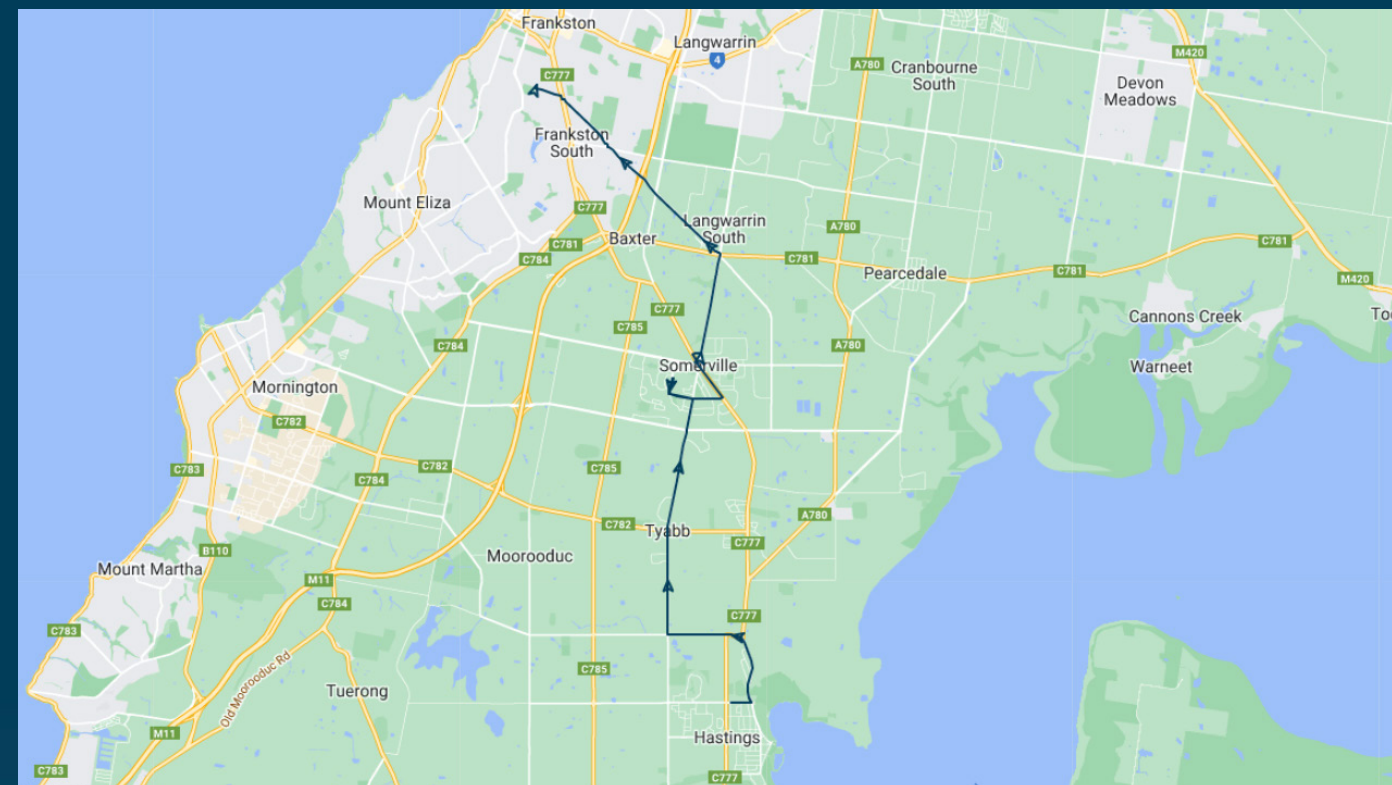 Frankston
Langwarrin
4
M420
A780
Cranbourne
South
C777
Devon
Meadows
Frankston
South
Mount Eliza
C777
Langwarrin
South
A780
Baxter
C781
C784
C781
Pearcedale
C781
C781
M420
C777
C785
Cannons Creek
Too
C784
A780
Somerville
Warneet
Mornington
C782
C783
C782
C785
C784
A780
C782
Tyabb
C777
B110
Moorooduc
Mount Martha
M11
C784
C777
C783
C785
Old Moorooduc Rd
Tuerong
M11
Hastings
C783
C777